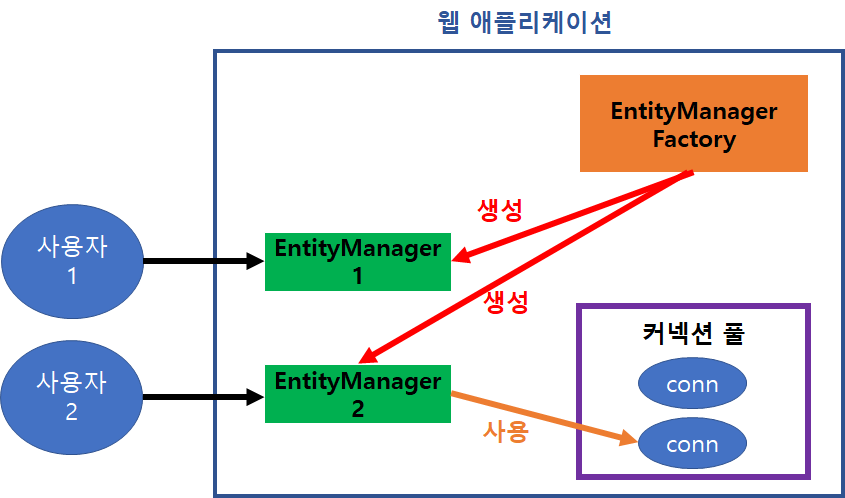 웹 애플리케이션
EntityManager
Factory
생성
사용자
1
EntityManager
1
생성
커넥션 풀
사용자
2
EntityManager
2
conn
사용
conn